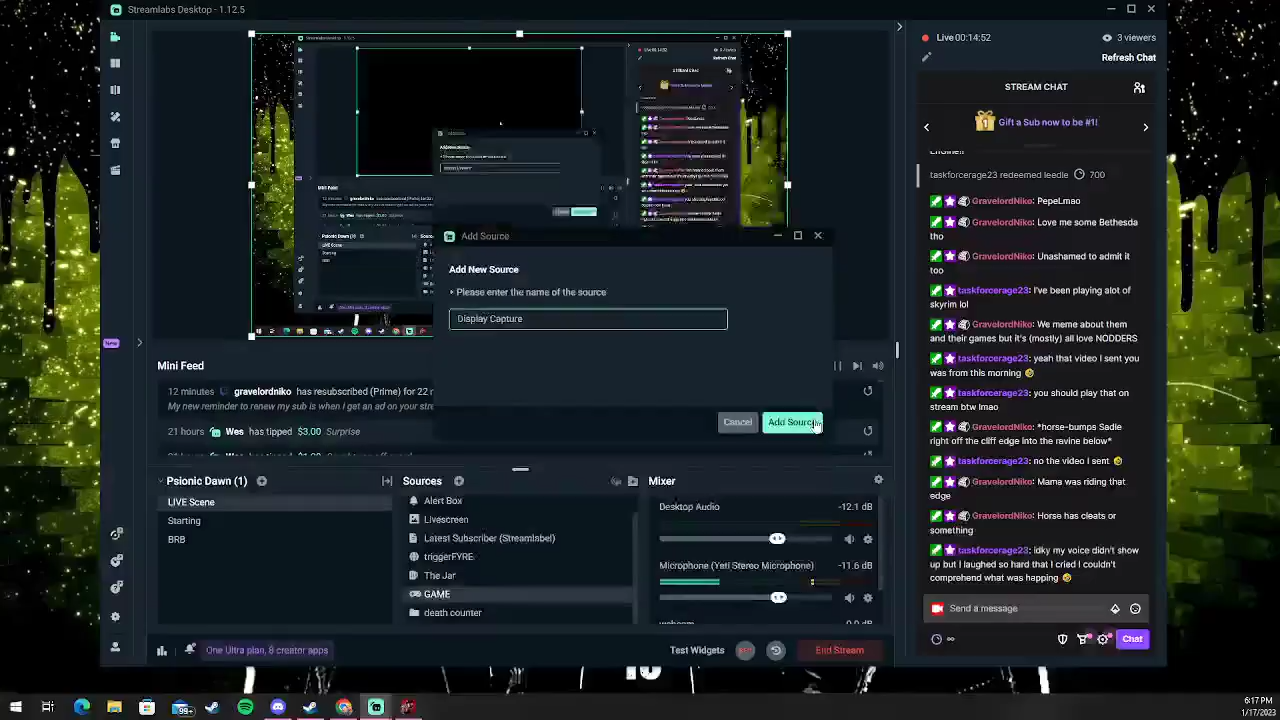 Streamlabs Desktop - 1.12.5
Live 00:14:52
3 viewers
Refresh Chat
STREAM CHAT
Gift a Sub now to be #1!
taskforcerage23 redeemed leedle 700
GravelordNiko: PepeLmao
GravelordNiko: Love me some Bethesda
tho
GravelordNiko: Unashamed to admit it
too
taskforcerage23: I've been playing alot of
skyrim lol
GravelordNiko: We meme about them
and their games but it's (mostly) all love NODDERS
taskforcerage23: yeah that video I sent you
was from this morning
taskforcerage23: you should play that on
stream btw lmao
GravelordNiko: *horse-bumps Sadie
right off the cliff edge into the ravine below*
taskforcerage23: no the video I sent
GravelordNiko: Mama was riding that
edge
GravelordNiko: Horse has cleats or
something
taskforcerage23: idky my voice didn't show
up but I laughed so hard that I cried I couldn't
comprehend what was happing
Send a message
Chat
Add Source
Add New Source
Please enter the name of the source
Display Capture
Cancel
Add Source
New
Mini Feed
12 minutes gravelordniko has resubscribed (Prime) for 22 m
My new reminder to renew my sub is when I get an ad on your stre
21 hours Wes has tipped $3.00 Surprise
Psionic Dawn (1)
LIVE Scene
Starting
BRB
Sources
Alert Box
Livescreen
Latest Subscriber (Streamlabel)
triggerFYRE
The Jar
GAME
death counter
Mixer
Desktop Audio -12.1 dB
Microphone (Yeti Stereo Microphone) -11.6 dB
webcam 0.0 dB
One Ultra plan, 8 creator apps
Test Widgets
REC
End Stream
99+
6:17 PM
1/17/2023